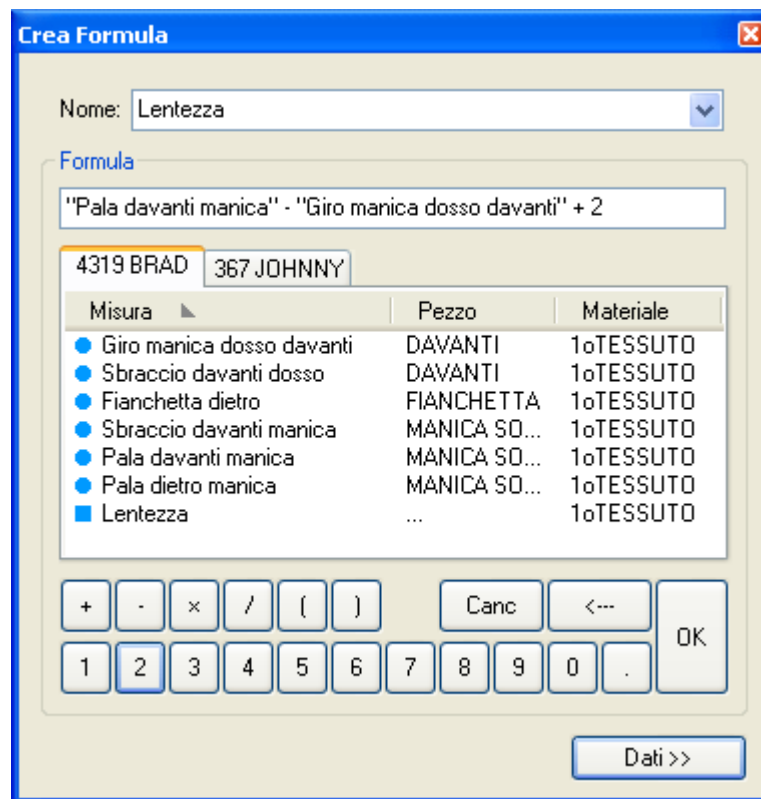 Crea Formula
Nome: Lentezza
Formula
"Pala davanti manica" - "Giro manica dosso davanti" + 2
4319 BRAD 367 JOHNNY
Misura Pezzo Materiale
Giro manica dosso davanti DAVANTI 1oTESSUTO
Sbraccio davanti dosso DAVANTI 1oTESSUTO
Fianchetta dietro FIANCHETTA 1oTESSUTO
Sbraccio davanti manica MANICA SO... 1oTESSUTO
Pala davanti manica MANICA SO... 1oTESSUTO
Pala dietro manica MANICA SO... 1oTESSUTO
Lentezza ... 1oTESSUTO
+ - × / ( ) Canc <---
OK
1 2 3 4 5 6 7 8 9 0 .
Dati >>